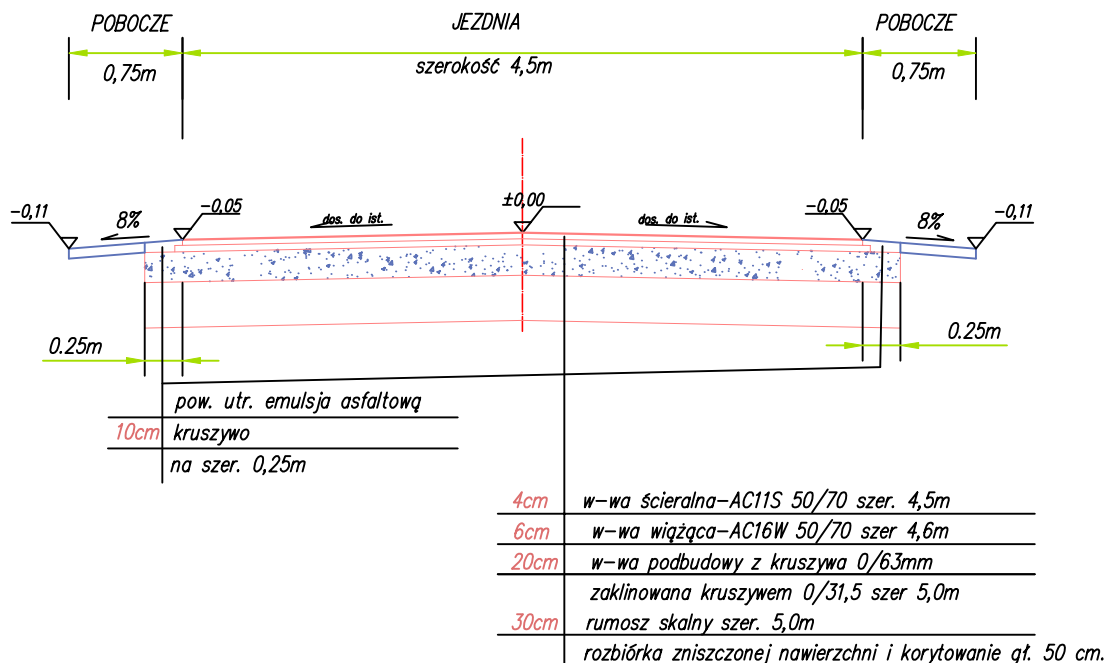 POBOCZE JEZDNIA POBOCZE
0,75m szerokość 4,5m 0,75m
-0,11 8% -0,05 dos. do ist. ±0,00 dos. do ist. -0,05 8% -0,11
0.25m 0.25m
pow. utr. emulsja asfaltową
10cm kruszywo
na szer. 0,25m
4cm w-wa ścieralna-AC11S 50/70 szer. 4,5m
6cm w-wa wiążąca-AC16W 50/70 szer 4,6m
20cm w-wa podbudowy z kruszywa 0/63mm
zaklinowana kruszywem 0/31,5 szer 5,0m
30cm rumosz skalny szer. 5,0m
rozbiórka zniszczonej nawierzchni i korytowanie gł. 50 cm.